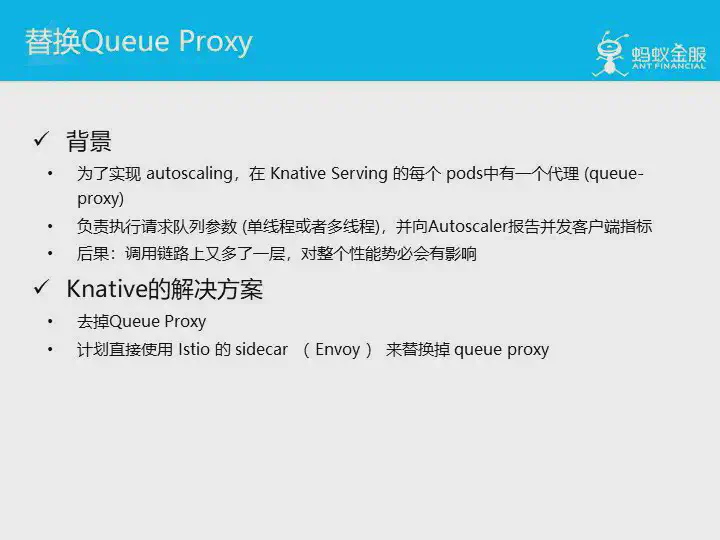 替换Queue Proxy
蚂蚁金服
ANT FINANCIAL
✓ 背景
• 为了实现 autoscaling，在 Knative Serving 的每个 pods中有一个代理 (queue-
proxy)
• 负责执行请求队列参数 (单线程或者多线程)，并向Autoscaler报告并发客户端指标
• 后果：调用链路上又多了一层，对整个性能势必会有影响
✓ Knative的解决方案
• 去掉Queue Proxy
• 计划直接使用 Istio 的 sidecar （ Envoy ） 来替换掉 queue proxy